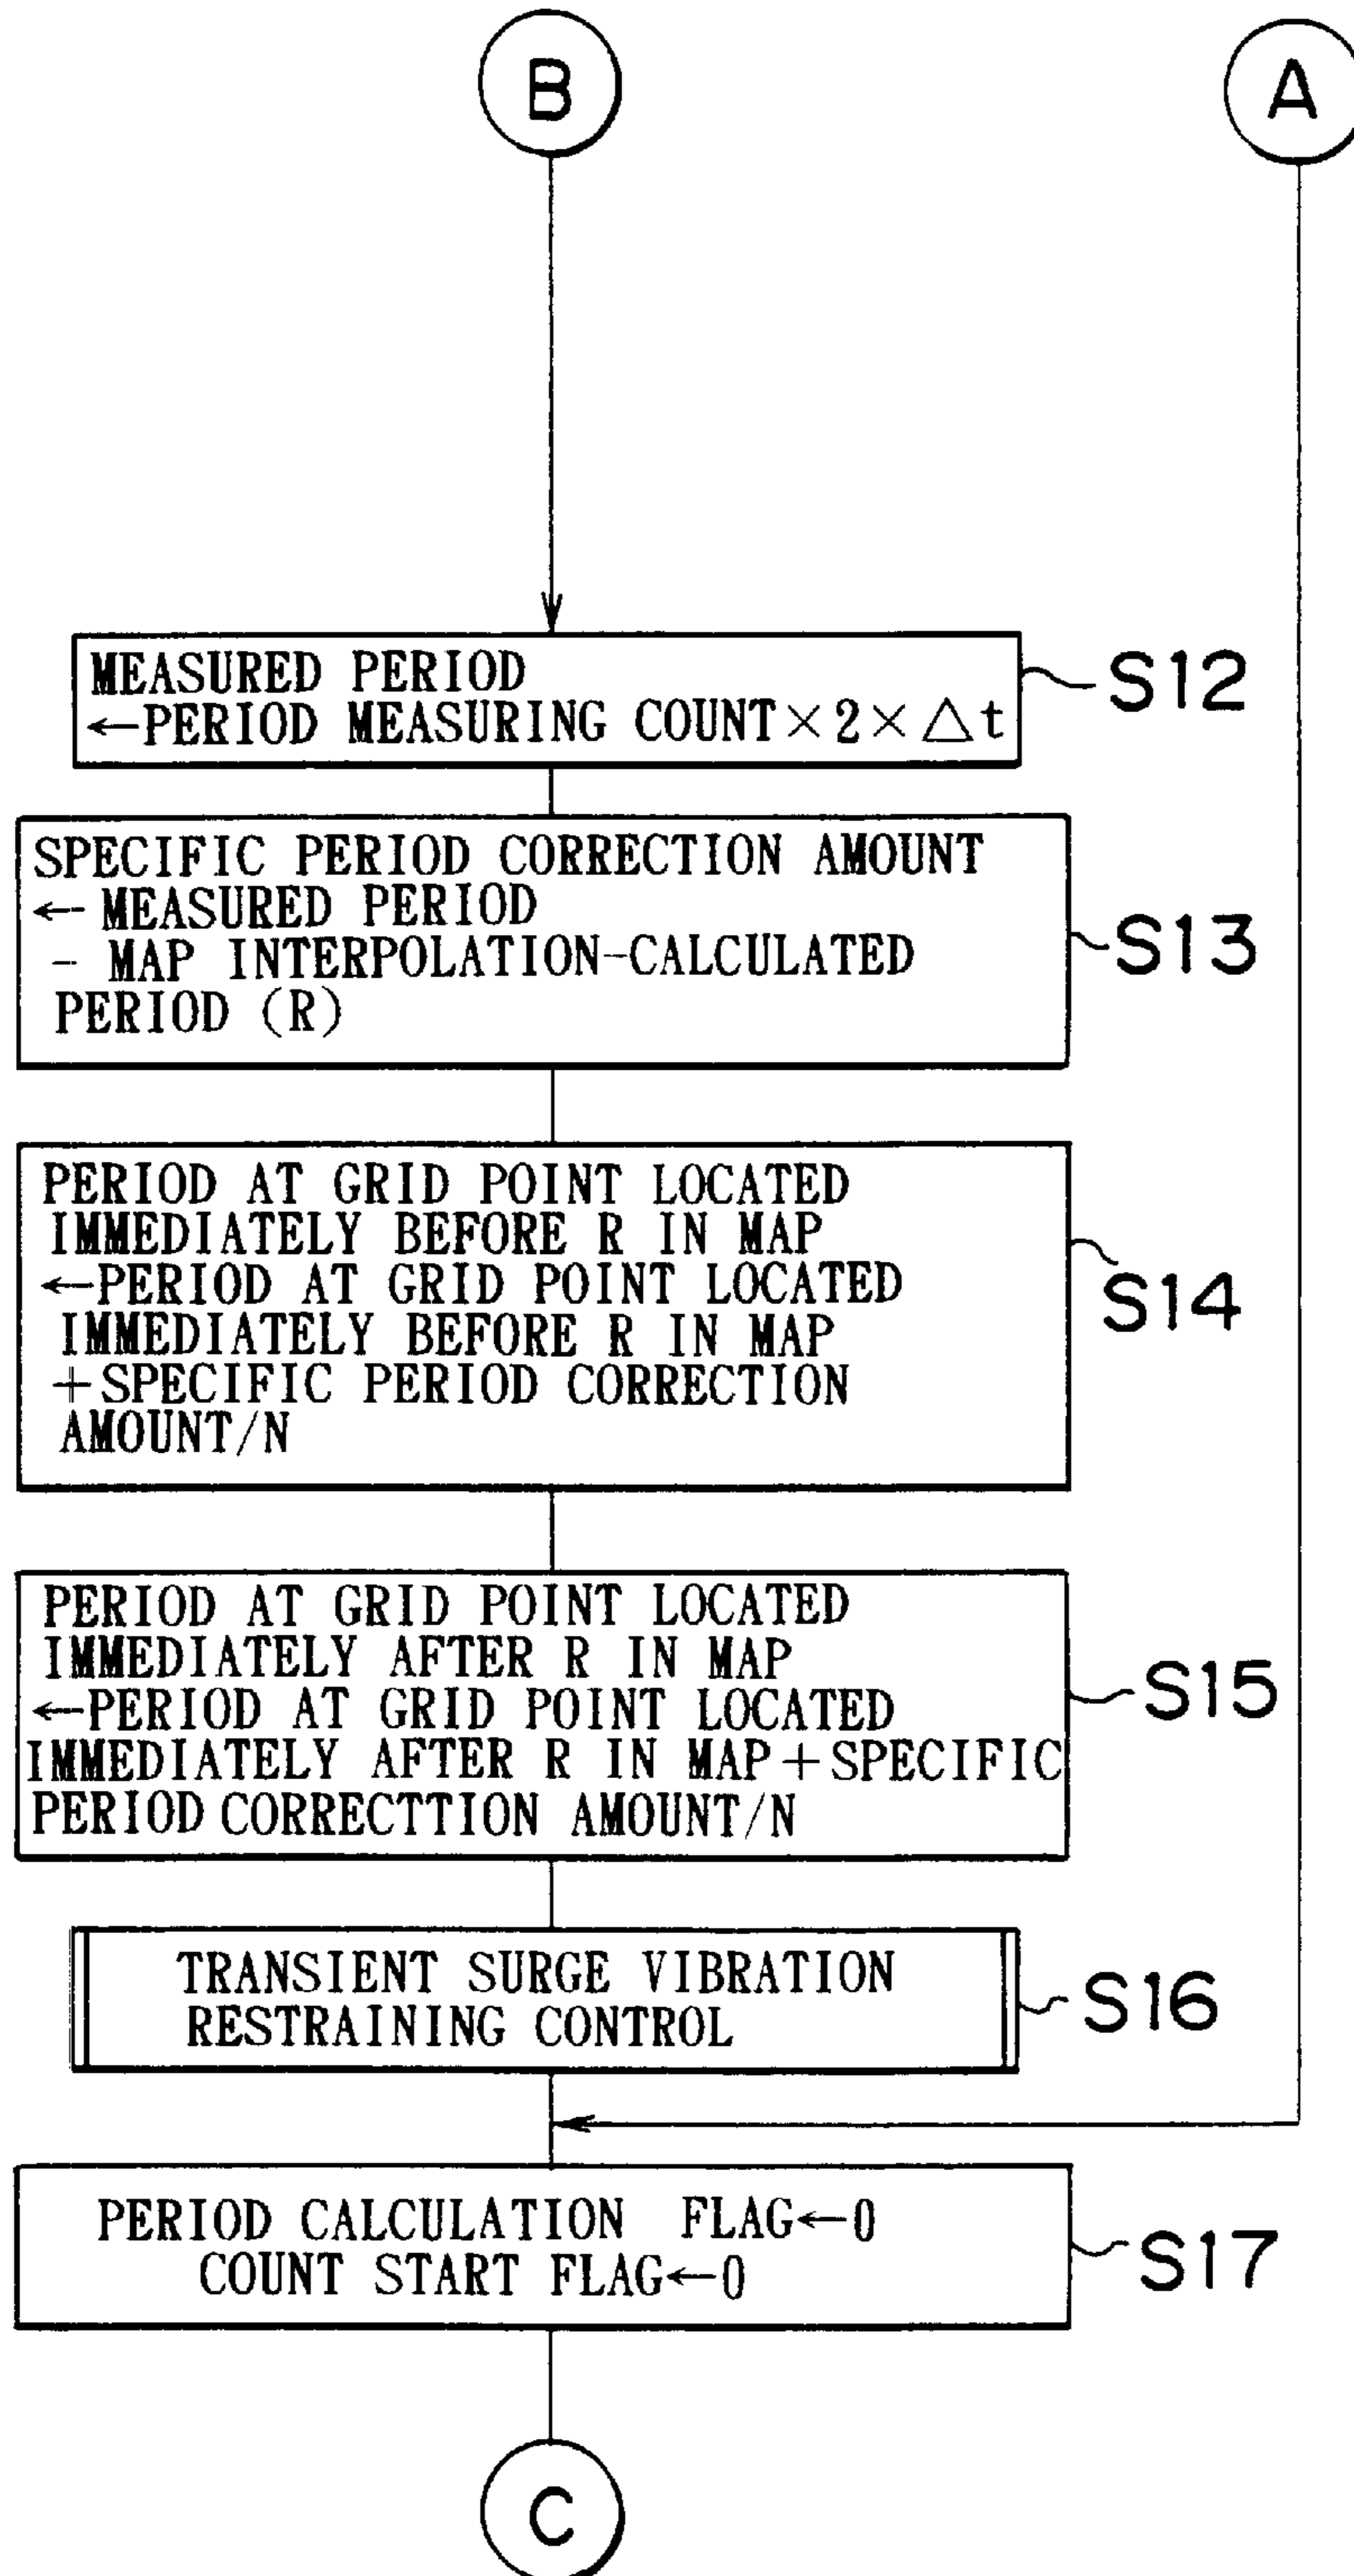 B
A
MEASURED PERIOD
←PERIOD MEASURING COUNT×2×△t
S12
SPECIFIC PERIOD CORRECTION AMOUNT
← MEASURED PERIOD
- MAP INTERPOLATION-CALCULATED
PERIOD (R)
S13
PERIOD AT GRID POINT LOCATED
IMMEDIATELY BEFORE R IN MAP
←PERIOD AT GRID POINT LOCATED
IMMEDIATELY BEFORE R IN MAP
+SPECIFIC PERIOD CORRECTION
AMOUNT/N
S14
PERIOD AT GRID POINT LOCATED
IMMEDIATELY AFTER R IN MAP
←PERIOD AT GRID POINT LOCATED
IMMEDIATELY AFTER R IN MAP+SPECIFIC
PERIOD CORRECTTION AMOUNT/N
S15
TRANSIENT SURGE VIBRATION
RESTRAINING CONTROL
S16
PERIOD CALCULATION FLAG←0
COUNT START FLAG←0
S17
C